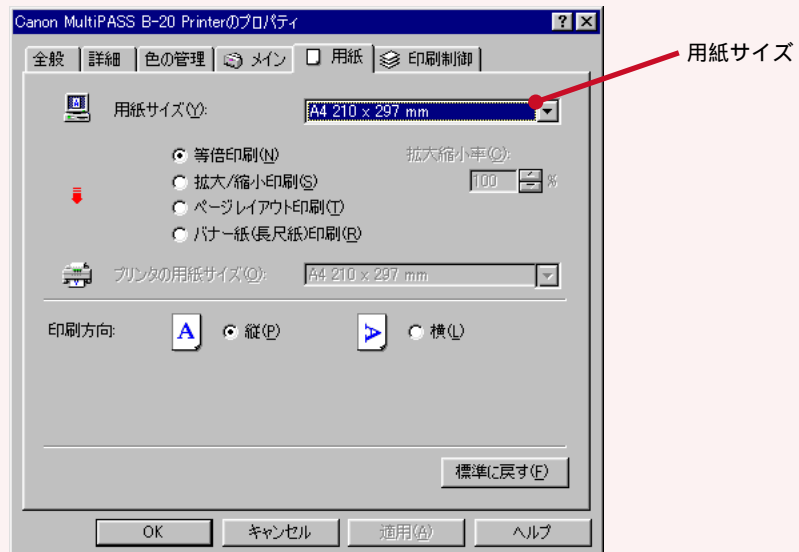 Canon MultiPASS B-20 Printerのプロパティ
全般 詳細 色の管理 メイン 用紙 印刷制御
用紙サイズ
用紙サイズ(Y): A4 210 x 297 mm
等倍印刷(N) 拡大縮小率(C):
拡大/縮小印刷(S) 100 %
ページレイアウト印刷(T)
バナー紙(長尺紙)印刷(R)
プリンタの用紙サイズ(O): A4 210 x 297 mm
印刷方向: A 縦(P) A 横(L)
標準に戻す(F)
OK キャンセル 適用(A) ヘルプ